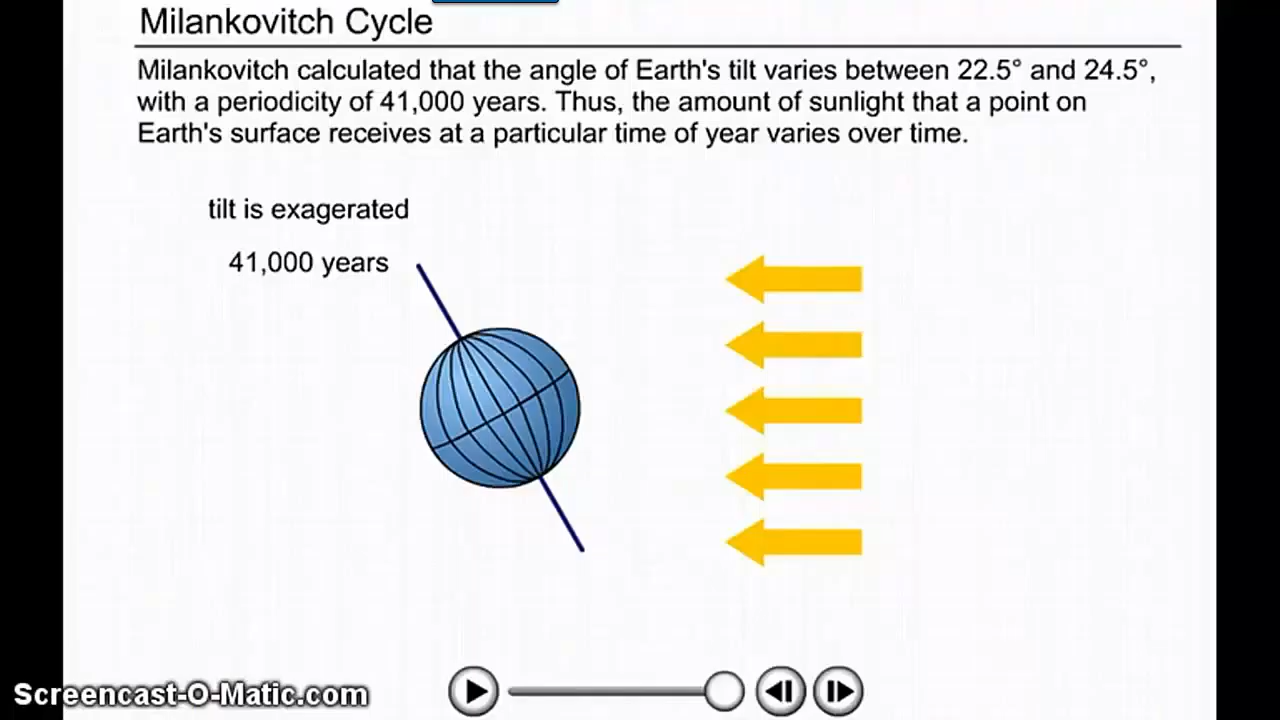 Milankovitch Cycle
Milankovitch calculated that the angle of Earth's tilt varies between 22.5° and 24.5°,
with a periodicity of 41,000 years. Thus, the amount of sunlight that a point on
Earth's surface receives at a particular time of year varies over time.
tilt is exagerated
41,000 years
Screencast-O-Matic.com